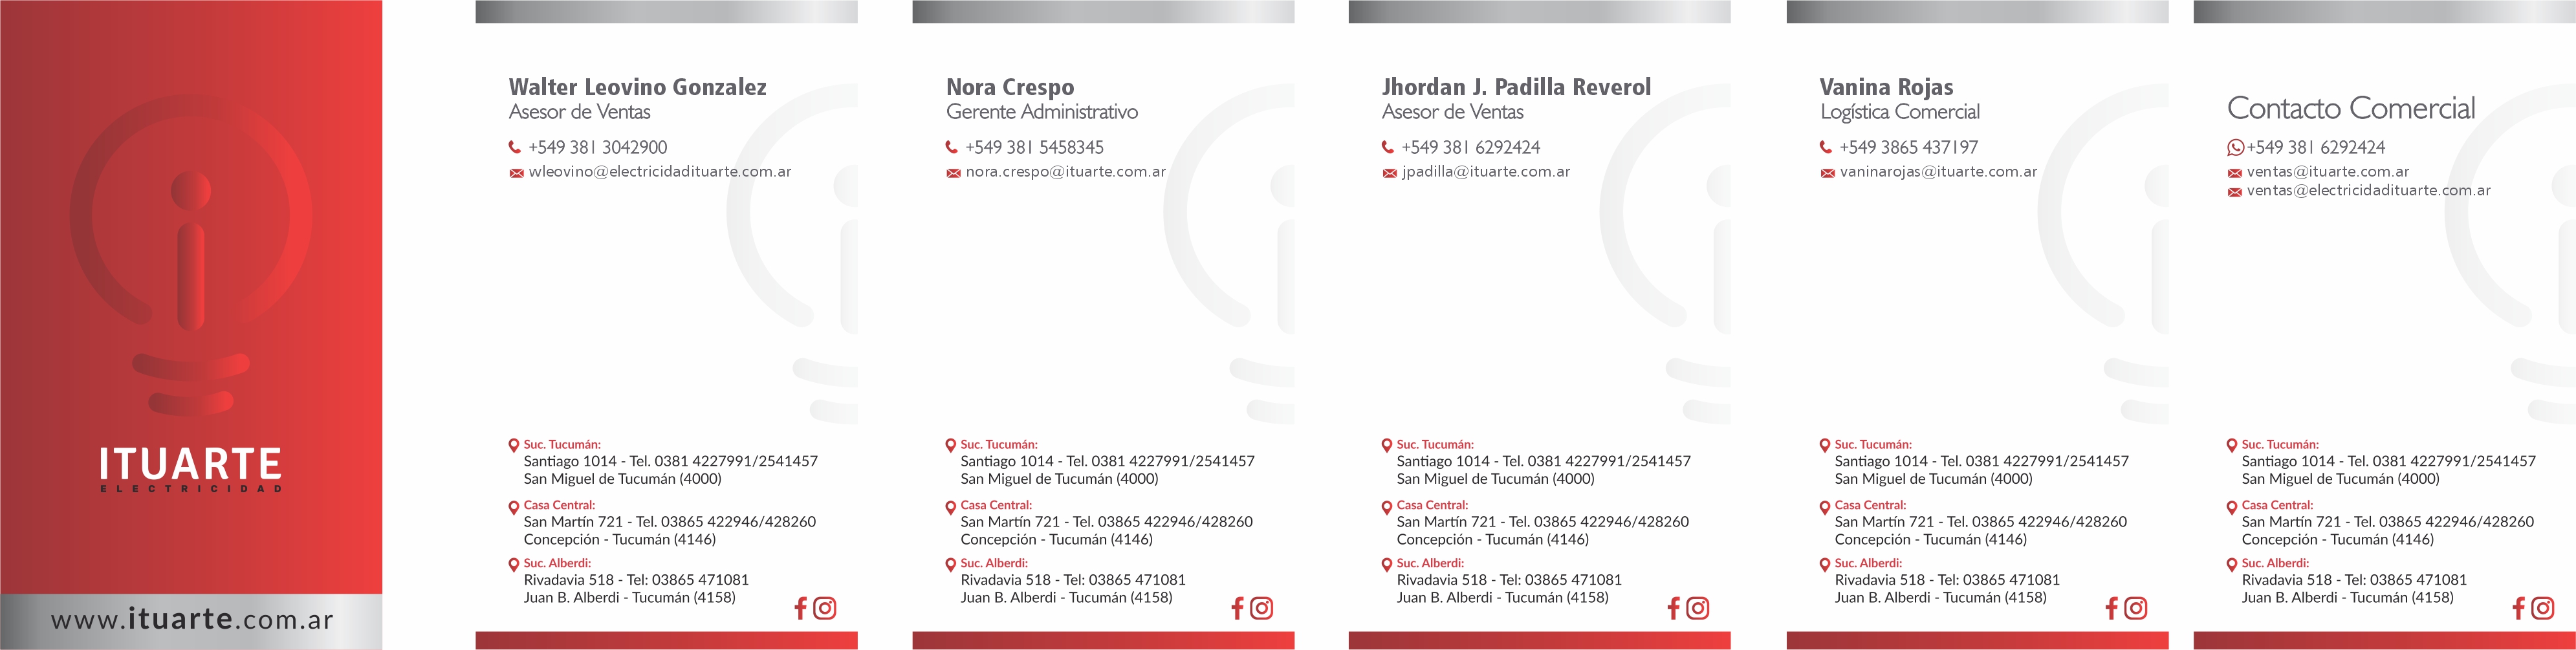 ITUARTE
ELECTRICIDAD
www.ituarte.com.ar
Walter Leovino Gonzalez
Asesor de Ventas
+549 381 3042900
wleovino@electricidadituarte.com.ar
Suc. Tucumán:
Santiago 1014 - Tel. 0381 4227991/2541457
San Miguel de Tucumán (4000)
Casa Central:
San Martín 721 - Tel. 03865 422946/428260
Concepción - Tucumán (4146)
Suc. Alberdi:
Rivadavia 518 - Tel: 03865 471081
Juan B. Alberdi - Tucumán (4158)
Nora Crespo
Gerente Administrativo
+549 381 5458345
nora.crespo@ituarte.com.ar
Suc. Tucumán:
Santiago 1014 - Tel. 0381 4227991/2541457
San Miguel de Tucumán (4000)
Casa Central:
San Martín 721 - Tel. 03865 422946/428260
Concepción - Tucumán (4146)
Suc. Alberdi:
Rivadavia 518 - Tel: 03865 471081
Juan B. Alberdi - Tucumán (4158)
Jhordan J. Padilla Reverol
Asesor de Ventas
+549 381 6292424
jpadilla@ituarte.com.ar
Suc. Tucumán:
Santiago 1014 - Tel. 0381 4227991/2541457
San Miguel de Tucumán (4000)
Casa Central:
San Martín 721 - Tel. 03865 422946/428260
Concepción - Tucumán (4146)
Suc. Alberdi:
Rivadavia 518 - Tel: 03865 471081
Juan B. Alberdi - Tucumán (4158)
Vanina Rojas
Logística Comercial
+549 3865 437197
vaninarojas@ituarte.com.ar
Suc. Tucumán:
Santiago 1014 - Tel. 0381 4227991/2541457
San Miguel de Tucumán (4000)
Casa Central:
San Martín 721 - Tel. 03865 422946/428260
Concepción - Tucumán (4146)
Suc. Alberdi:
Rivadavia 518 - Tel: 03865 471081
Juan B. Alberdi - Tucumán (4158)
Contacto Comercial
+549 381 6292424
ventas@ituarte.com.ar
ventas@electricidadituarte.com.ar
Suc. Tucumán:
Santiago 1014 - Tel. 0381 4227991/2541457
San Miguel de Tucumán (4000)
Casa Central:
San Martín 721 - Tel. 03865 422946/428260
Concepción - Tucumán (4146)
Suc. Alberdi:
Rivadavia 518 - Tel: 03865 471081
Juan B. Alberdi - Tucumán (4158)